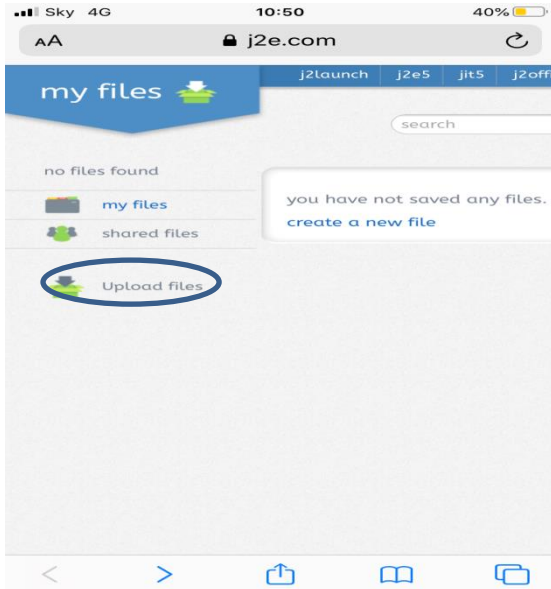 Sky 4G 10:50 40%
AA j2e.com
my files j2launch j2e5 jit5 j2offi
search
no files found
my files
shared files
you have not saved any files.
create a new file
Upload files